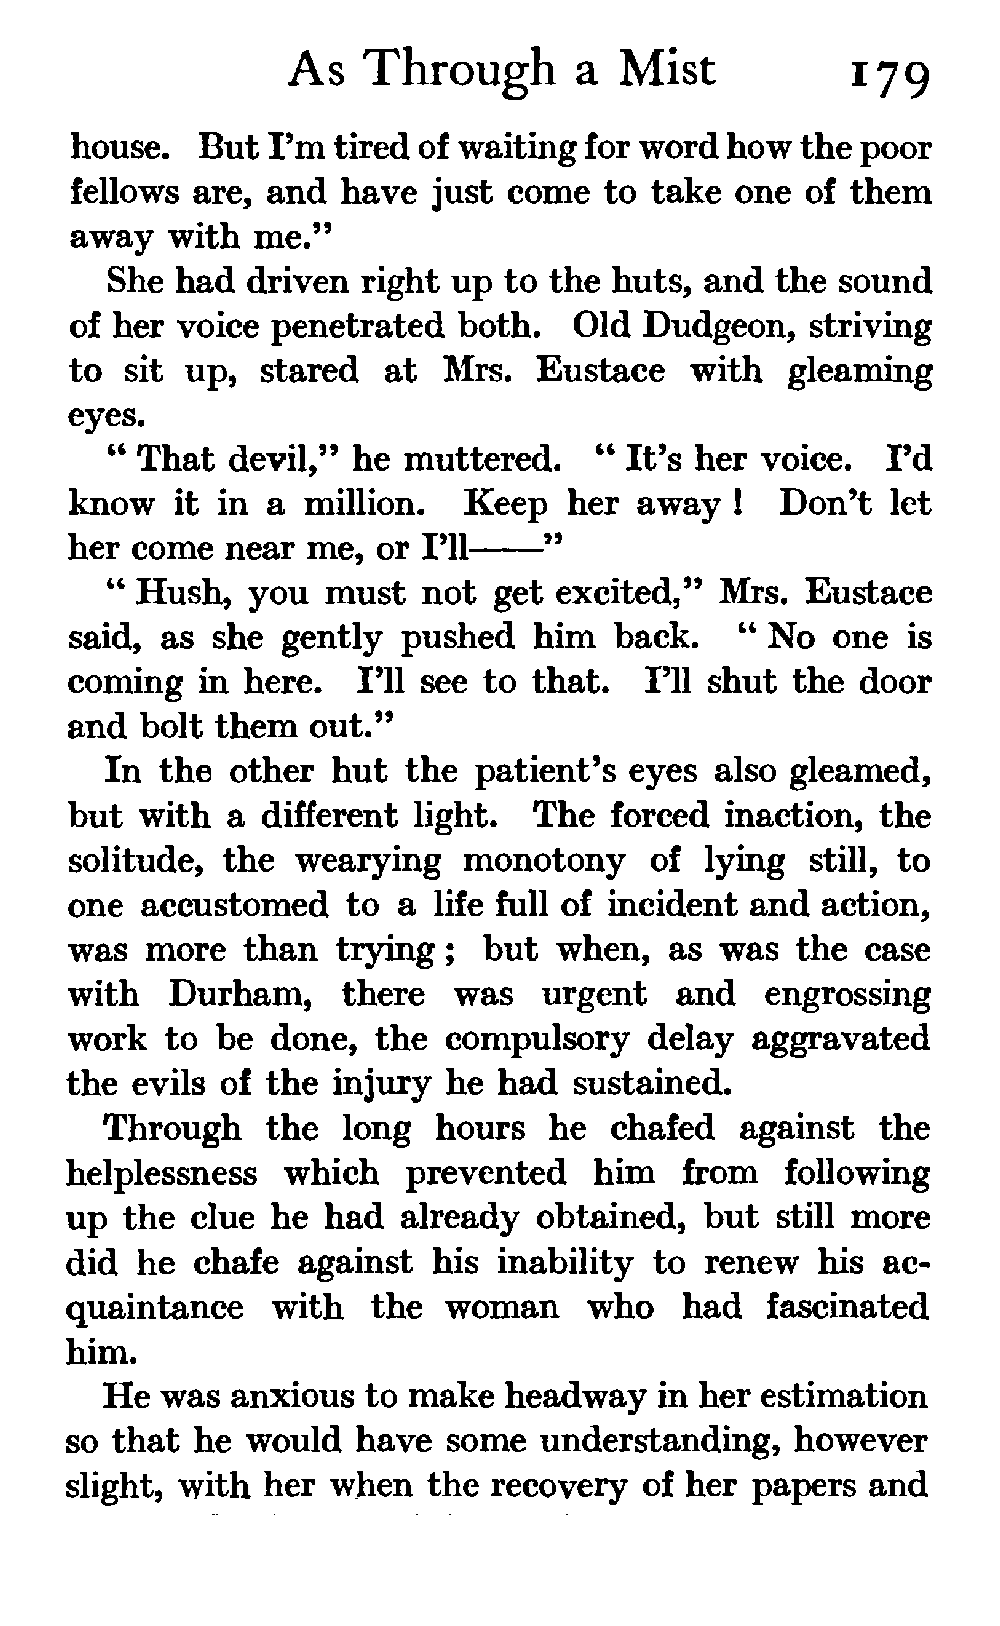 As Through a Mist 179
house. But I'm tired of waiting for word how the poor
fellows are, and have just come to take one of them
away with me."
She had driven right up to the huts, and the sound
of her voice penetrated both. Old Dudgeon, striving
to sit up, stared at Mrs. Eustace with gleaming
eyes.
" That devil," he muttered. " It's her voice. I'd
know it in a million. Keep her away ! Don't let
her come near me, or I'll——"
" Hush, you must not get excited," Mrs. Eustace
said, as she gently pushed him back. " No one is
coming in here. I'll see to that. I'll shut the door
and bolt them out."
In the other hut the patient's eyes also gleamed,
but with a different light. The forced inaction, the
solitude, the wearying monotony of lying still, to
one accustomed to a life full of incident and action,
was more than trying ; but when, as was the case
with Durham, there was urgent and engrossing
work to be done, the compulsory delay aggravated
the evils of the injury he had sustained.
Through the long hours he chafed against the
helplessness which prevented him from following
up the clue he had already obtained, but still more
did he chafe against his inability to renew his ac-
quaintance with the woman who had fascinated
him.
He was anxious to make headway in her estimation
so that he would have some understanding, however
slight, with her when the recovery of her papers and